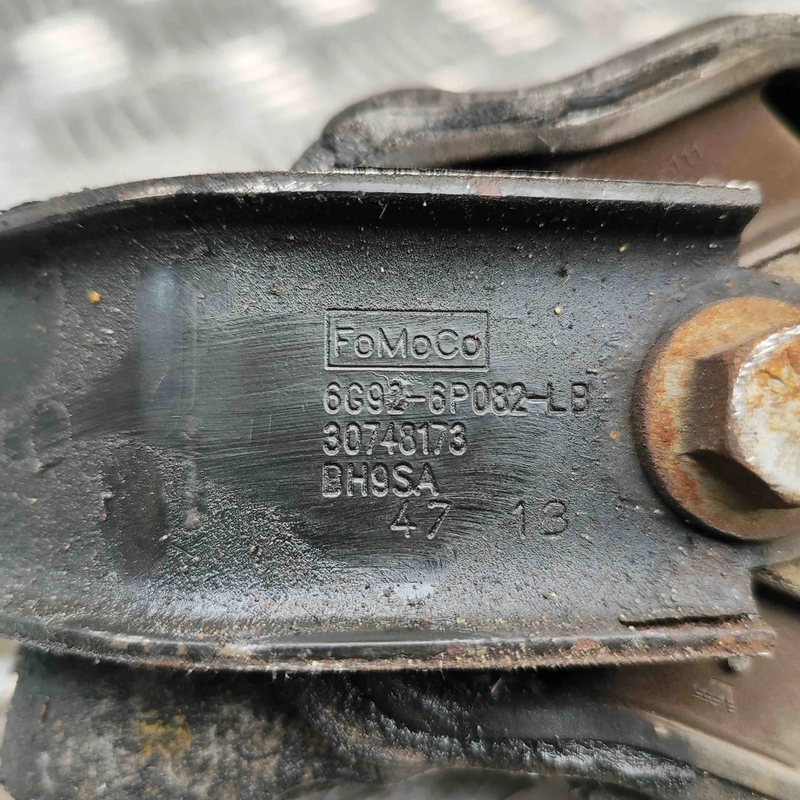 FoMoCo
6G92-6P082-LB
30748173
BH9SA
47 13